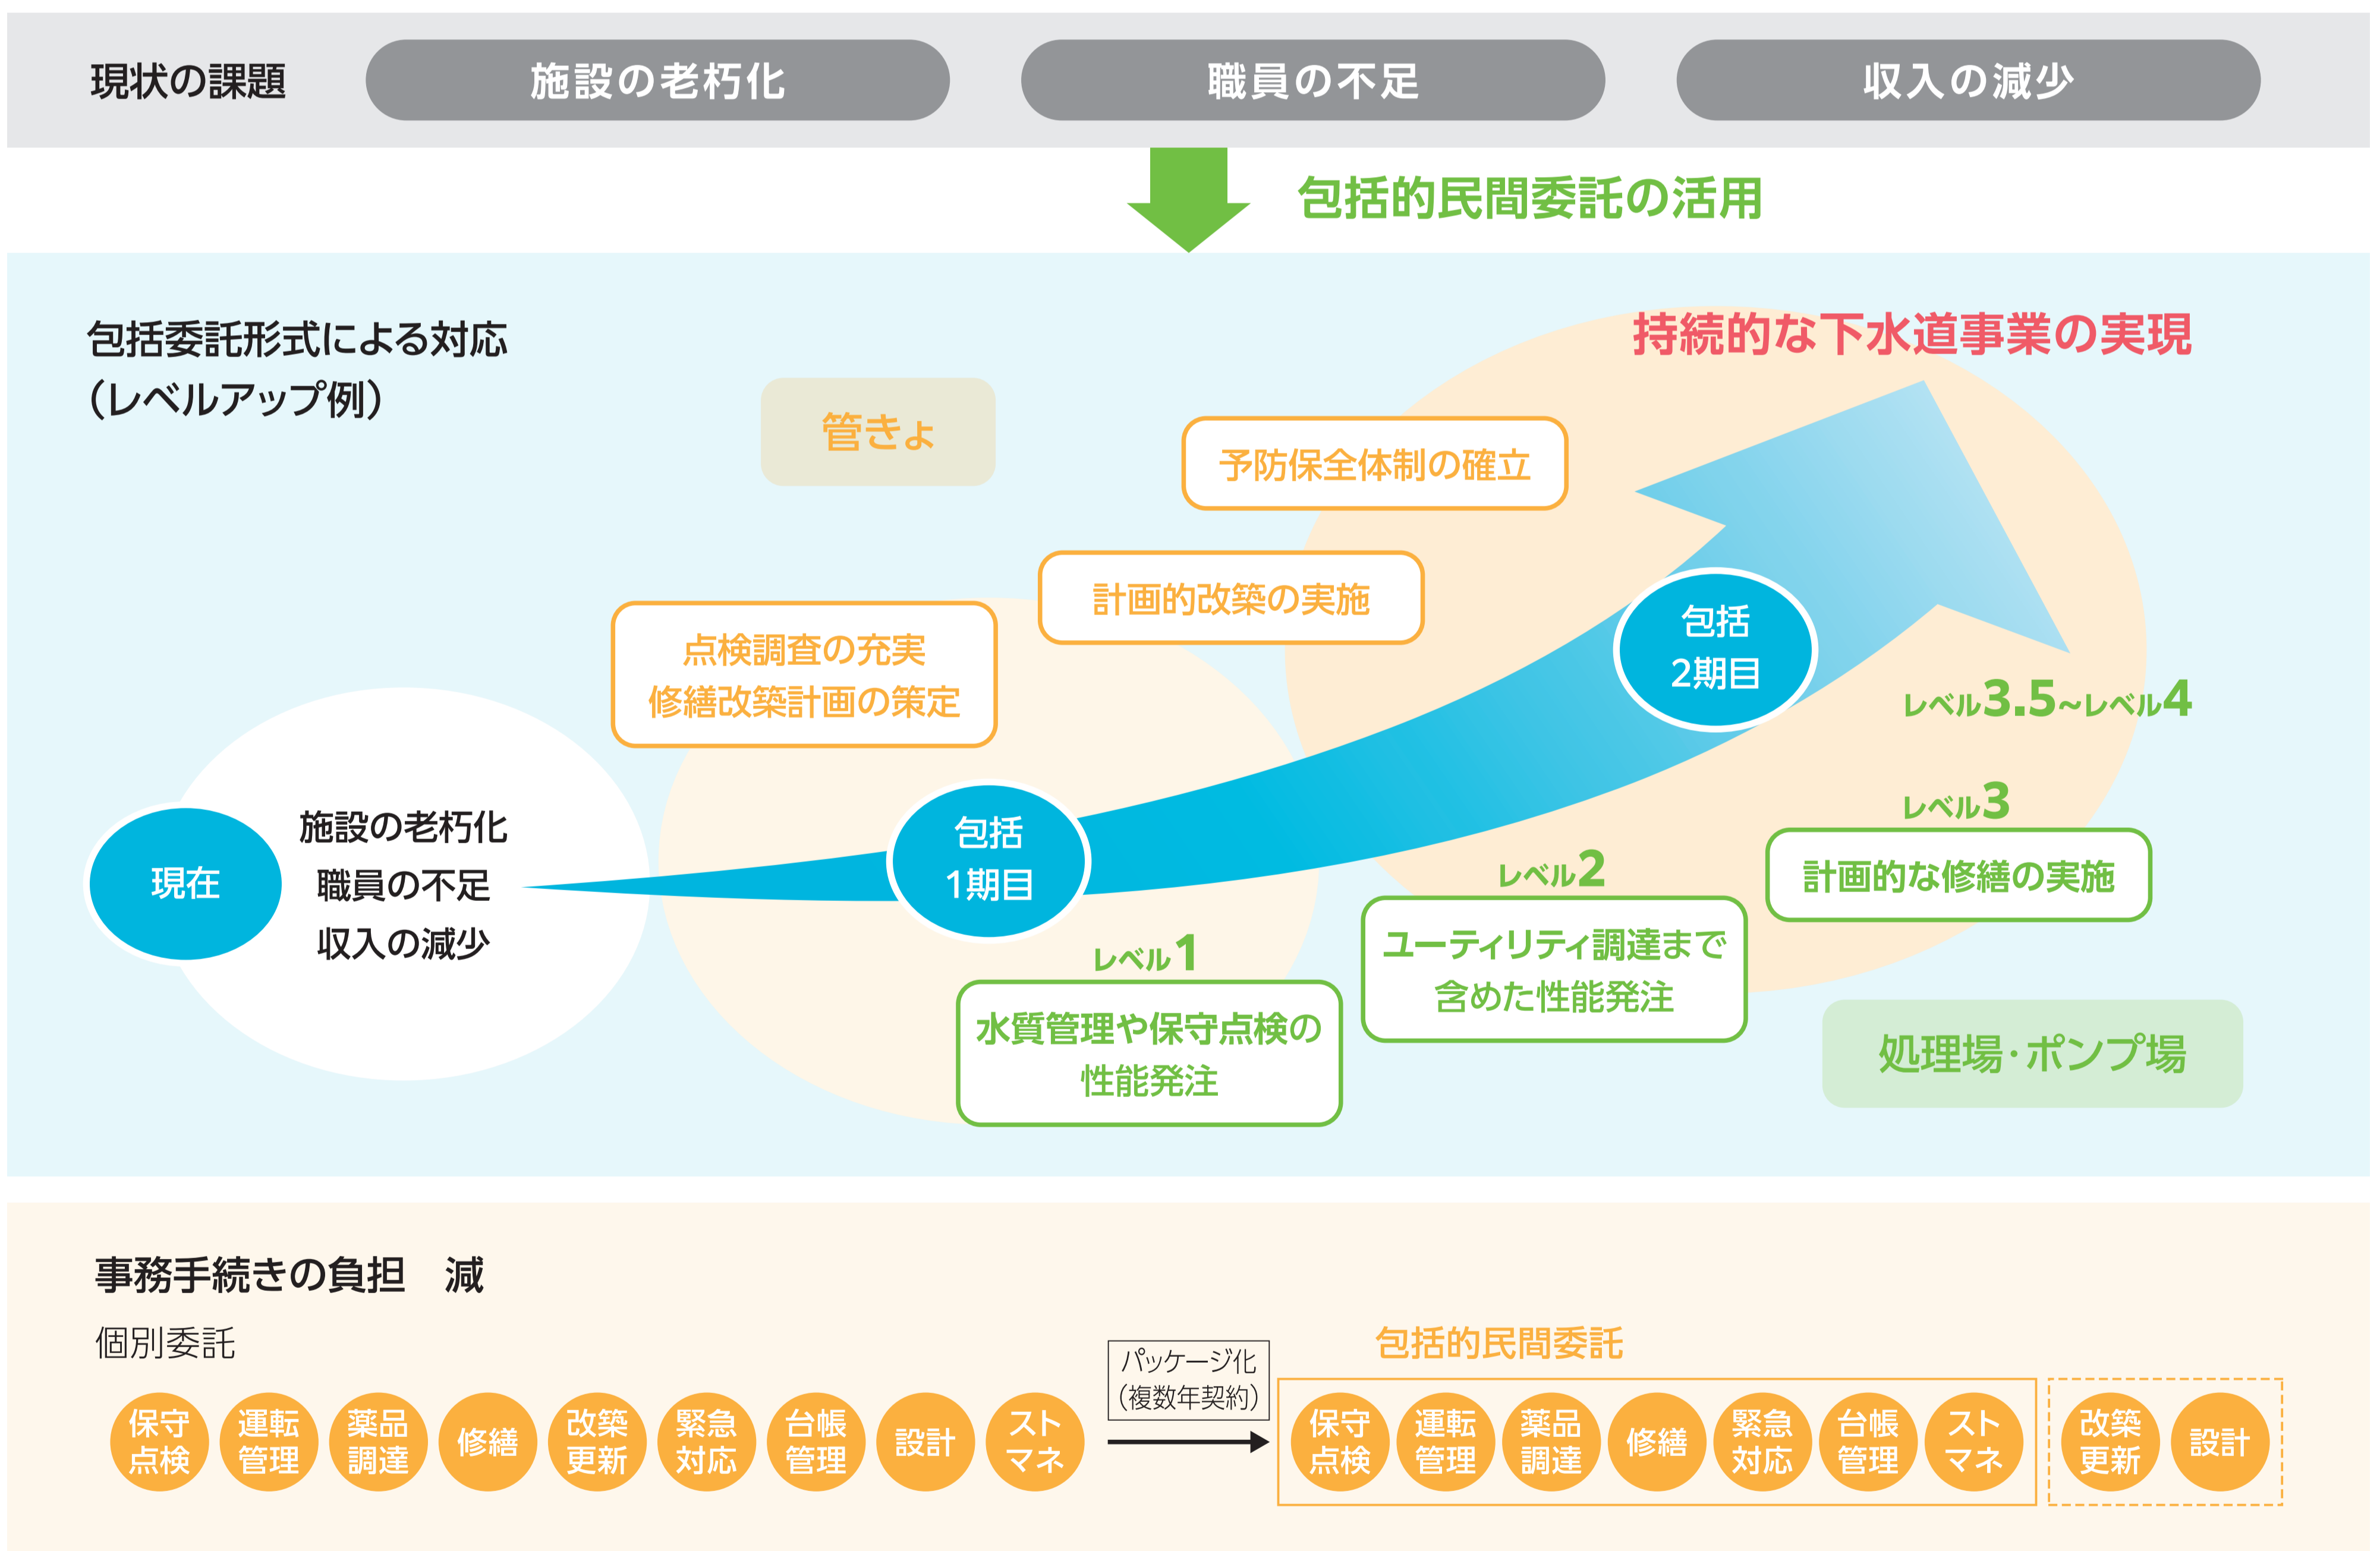 現状の課題
施設の老朽化
職員の不足
収入の減少
包括的民間委託の活用
包括委託形式による対応
（レベルアップ例）
持続的な下水道事業の実現
管きょ
予防保全体制の確立
計画的改築の実施
点検調査の充実
修繕改築計画の策定
包括
2期目
レベル3.5～レベル4
現在
施設の老朽化
職員の不足
収入の減少
包括
1期目
レベル3
計画的な修繕の実施
レベル2
ユーティリティ調達まで
含めた性能発注
レベル1
水質管理や保守点検の
性能発注
処理場・ポンプ場
事務手続きの負担　減
個別委託
保守
点検
運転
管理
薬品
調達
修繕
改築
更新
緊急
対応
台帳
管理
設計
スト
マネ
パッケージ化
（複数年契約）
包括的民間委託
保守
点検
運転
管理
薬品
調達
修繕
緊急
対応
台帳
管理
スト
マネ
改築
更新
設計